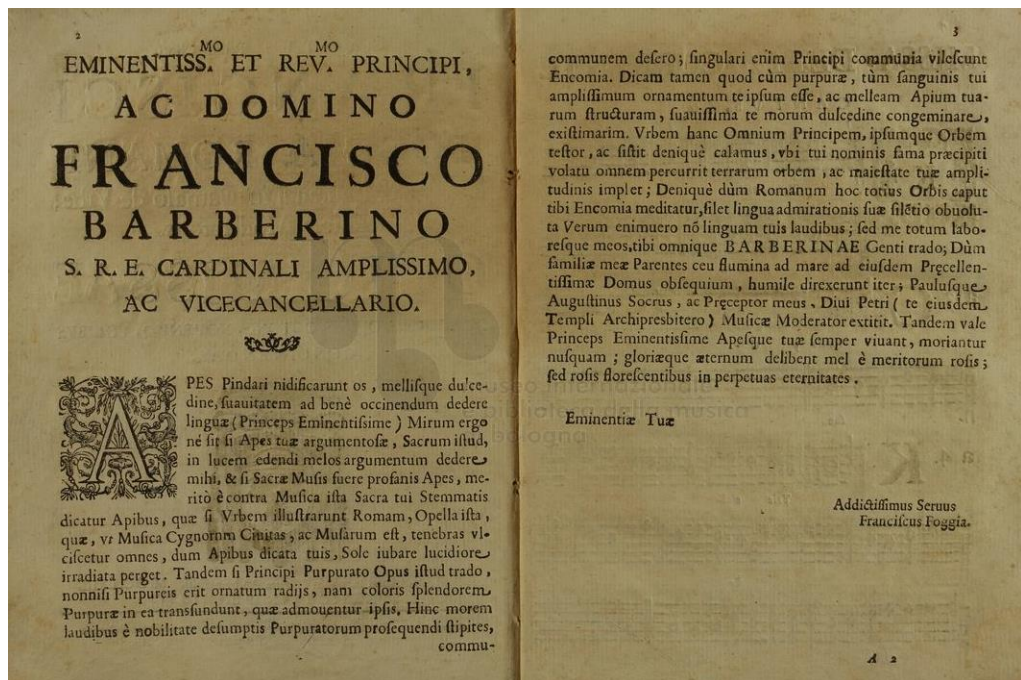 2
EMINENTISS.MO ET REV.MO PRINCIPI,
AC DOMINO
FRANCISCO
BARBERINO
S. R. E. CARDINALI AMPLISSIMO,
AC VICECANCELLARIO.
APES Pindari nidificarunt os, mellisque dulce-
dine, suauitatem ad benè occinendum dedere
linguæ (Princeps Eminentissime) Mirum ergo
nè sit si Apes tuæ argumentosæ, Sacrum istud,
in lucem edendi melos argumentum dedere
mihi, & si Sacræ Musis fuere profanis Apes, me-
ritò è contra Musica ista Sacra tui Stemmatis
dicatur Apibus, quæ si Vrbem illustrarunt Romam, Opella ista,
quæ, vt Musica Cygnorum Ciuitas, ac Musarum est, tenebras vl-
ciscetur omnes, dum Apibus dicata tuis, Sole iubare lucidiore
irradiata perget. Tandem si Principi Purpurato Opus istud trado,
nonnisi Purpureis erit ornatum radijs, nam coloris splendorem
Purpuræ in ea transfundunt, quæ admouentur ipsis, Hinc morem
laudibus è nobilitate desumptis Purpuratorum prosequendi stipites,
commu-
3
communem desero; singulari enim Principi communia vilescunt
Encomia. Dicam tamen quod cùm purpuræ, tùm sanguinis tui
amplissimum ornamentum te ipsum esse, ac melleam Apium tua-
rum structuram, suauissima te morum dulcedine congeminare,
existimarim. Vrbem hanc Omnium Principem, ipsumque Orbem
testor, ac sistit deniquè calamus, vbi tui nominis fama præcipiti
volatu omnem percurrit terrarum orbem, ac maiestate tuæ ampli-
tudinis implet; Deniquè dùm Romanum hoc totius Orbis caput
tibi Encomia meditatur, silet lingua admirationis suæ silẽtio obuolu-
ta Verum enimuero nõ linguam tuis laudibus; sed me totum labo-
resque meos, tibi omnique BARBERINAE Genti trado; Dùm
familiæ meæ Parentes ceu flumina ad mare ad eiusdem Pręcellen-
tissimæ Domus obsequium, humile direxerunt iter; Paulusque
Augustinus Socrus, ac Pręceptor meus. Diui Petri (te eiusdem
Templi Archipresbitero) Musicæ Moderator extitit. Tandem vale
Princeps Eminentissime Apesque tuæ semper viuant, moriantur
nusquam; gloriæque æternum delibent mel è meritorum rosis;
sed rosis florescentibus in perpetuas eternitates.
Eminentiæ Tuæ
Addictissimus Seruus
Franciscus Foggia.
A 2